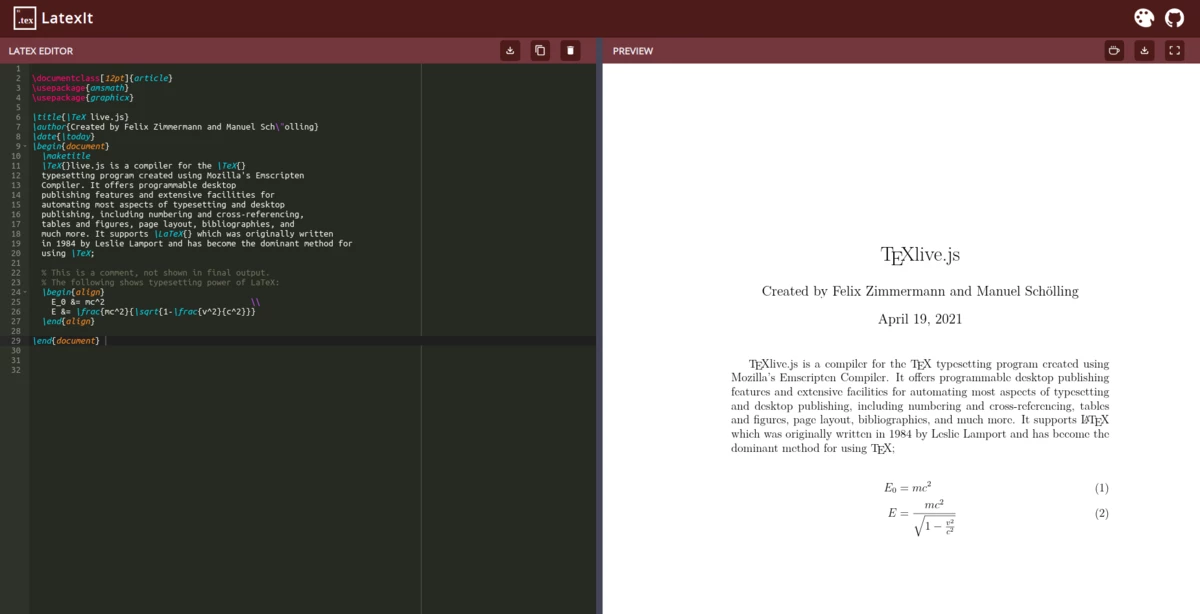 .tex LatexIt
LATEX EDITOR
1
2 \documentclass[12pt]{article}
3 \usepackage{amsmath}
4 \usepackage{graphicx}
5
6 \title{\TeX live.js}
7 \author{Created by Felix Zimmermann and Manuel Sch\"olling}
8 \date{\today}
9 \begin{document}
10 \maketitle
11 \TeX{}live.js is a compiler for the \TeX{}
12 typesetting program created using Mozilla's Emscripten
13 Compiler. It offers programmable desktop
14 publishing features and extensive facilities for
15 automating most aspects of typesetting and desktop
16 publishing, including numbering and cross-referencing,
17 tables and figures, page layout, bibliographies, and
18 much more. It supports \LaTeX{} which was originally written
19 in 1984 by Leslie Lamport and has become the dominant method for
20 using \TeX;
21
22 % This is a comment, not shown in final output.
23 % The following shows typesetting power of LaTeX:
24 \begin{align}
25 E_0 &= mc^2 \\
26 E &= \frac{mc^2}{\sqrt{1-\frac{v^2}{c^2}}}
27 \end{align}
28
29 \end{document}
30
31
32
PREVIEW
TEXlive.js
Created by Felix Zimmermann and Manuel Schölling
April 19, 2021
TEXlive.js is a compiler for the TEX typesetting program created using
Mozilla's Emscripten Compiler. It offers programmable desktop publishing
features and extensive facilities for automating most aspects of typesetting
and desktop publishing, including numbering and cross-referencing, tables
and figures, page layout, bibliographies, and much more. It supports LATEX
which was originally written in 1984 by Leslie Lamport and has become the
dominant method for using TEX;
E₀ = mc² (1)
E = mc² / √(1 − v²/c²) (2)